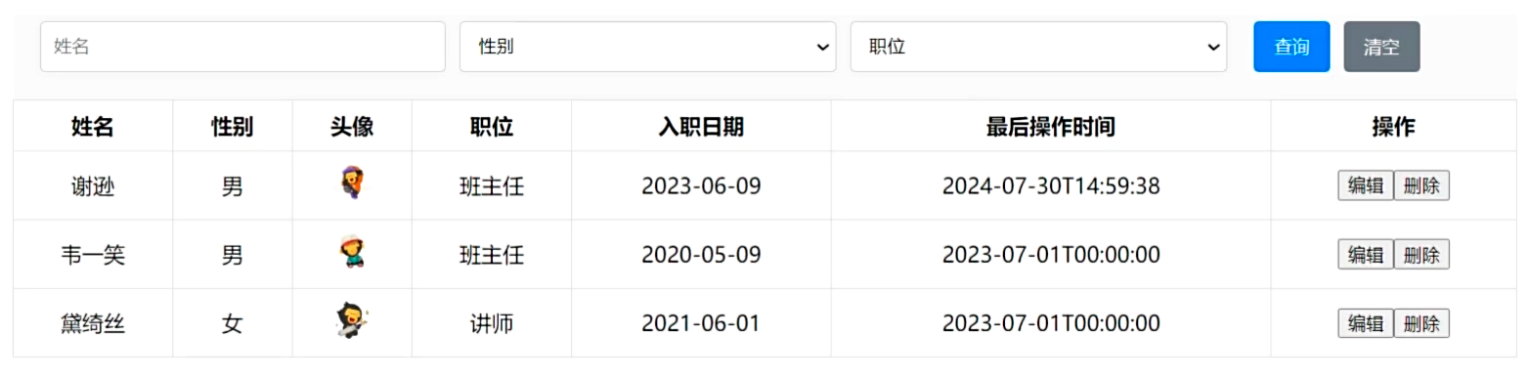 姓名 性别 职位 查询 清空
姓名 性别 头像 职位 入职日期 最后操作时间 操作
谢逊 男 班主任 2023-06-09 2024-07-30T14:59:38 编辑 删除
韦一笑 男 班主任 2020-05-09 2023-07-01T00:00:00 编辑 删除
黛绮丝 女 讲师 2021-06-01 2023-07-01T00:00:00 编辑 删除